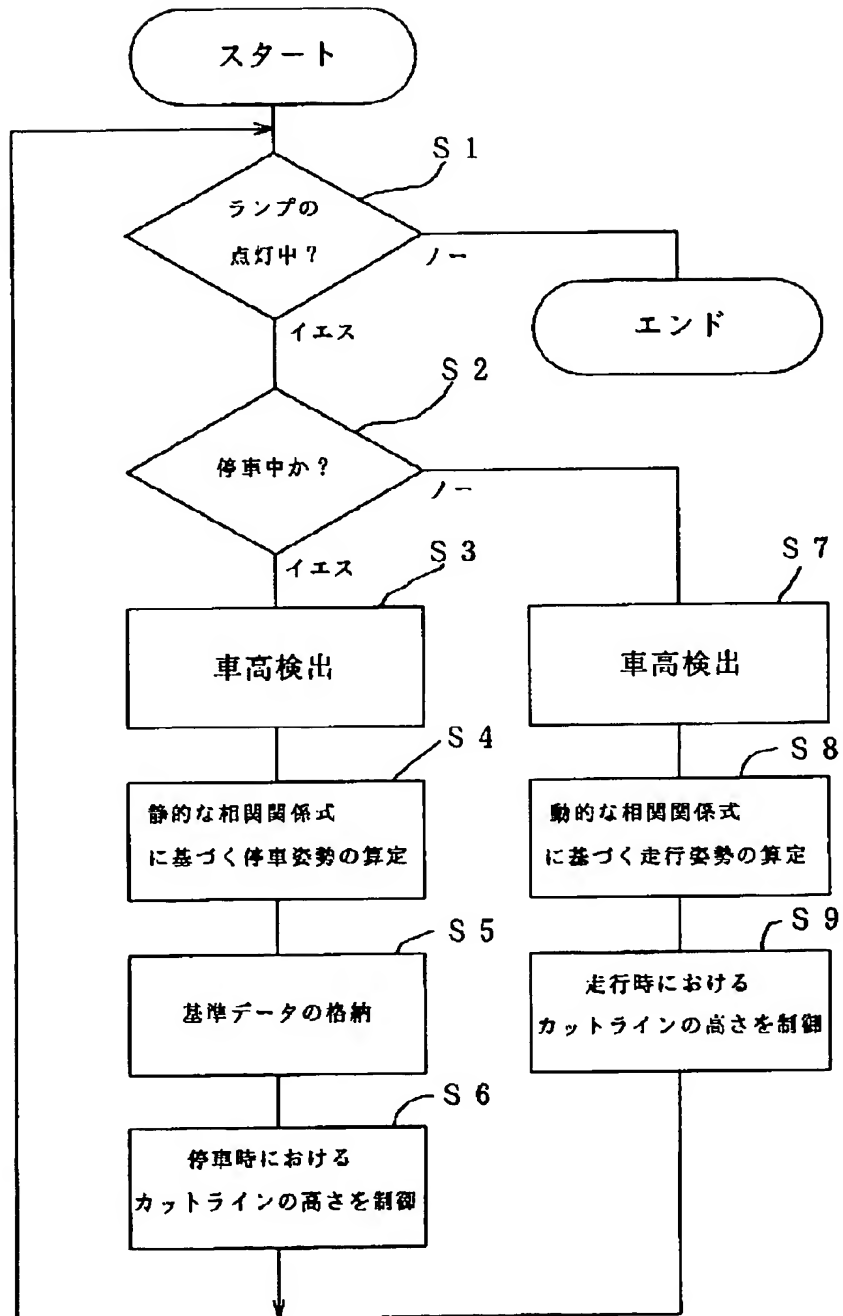 スタート
S 1
ランプの
点灯中?
ノー
エンド
イエス
S 2
停車中か?
ノー
イエス
S 3
車高検出
S 4
静的な相関関係式
に基づく停車姿勢の算定
S 5
基準データの格納
S 6
停車時における
カットラインの高さを制御
S 7
車高検出
S 8
動的な相関関係式
に基づく走行姿勢の算定
S 9
走行時における
カットラインの高さを制御